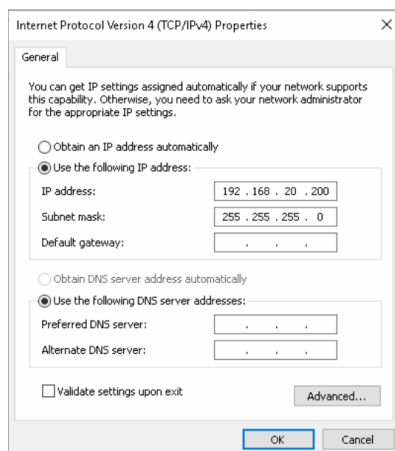 Internet Protocol Version 4 (TCP/IPv4) Properties
General
You can get IP settings assigned automatically if your network supports
this capability. Otherwise, you need to ask your network administrator
for the appropriate IP settings.
Obtain an IP address automatically
Use the following IP address:
IP address: 192 . 168 . 20 . 200
Subnet mask: 255 . 255 . 255 . 0
Default gateway: . . .
Obtain DNS server address automatically
Use the following DNS server addresses:
Preferred DNS server: . . .
Alternate DNS server: . . .
Validate settings upon exit
Advanced...
OK Cancel